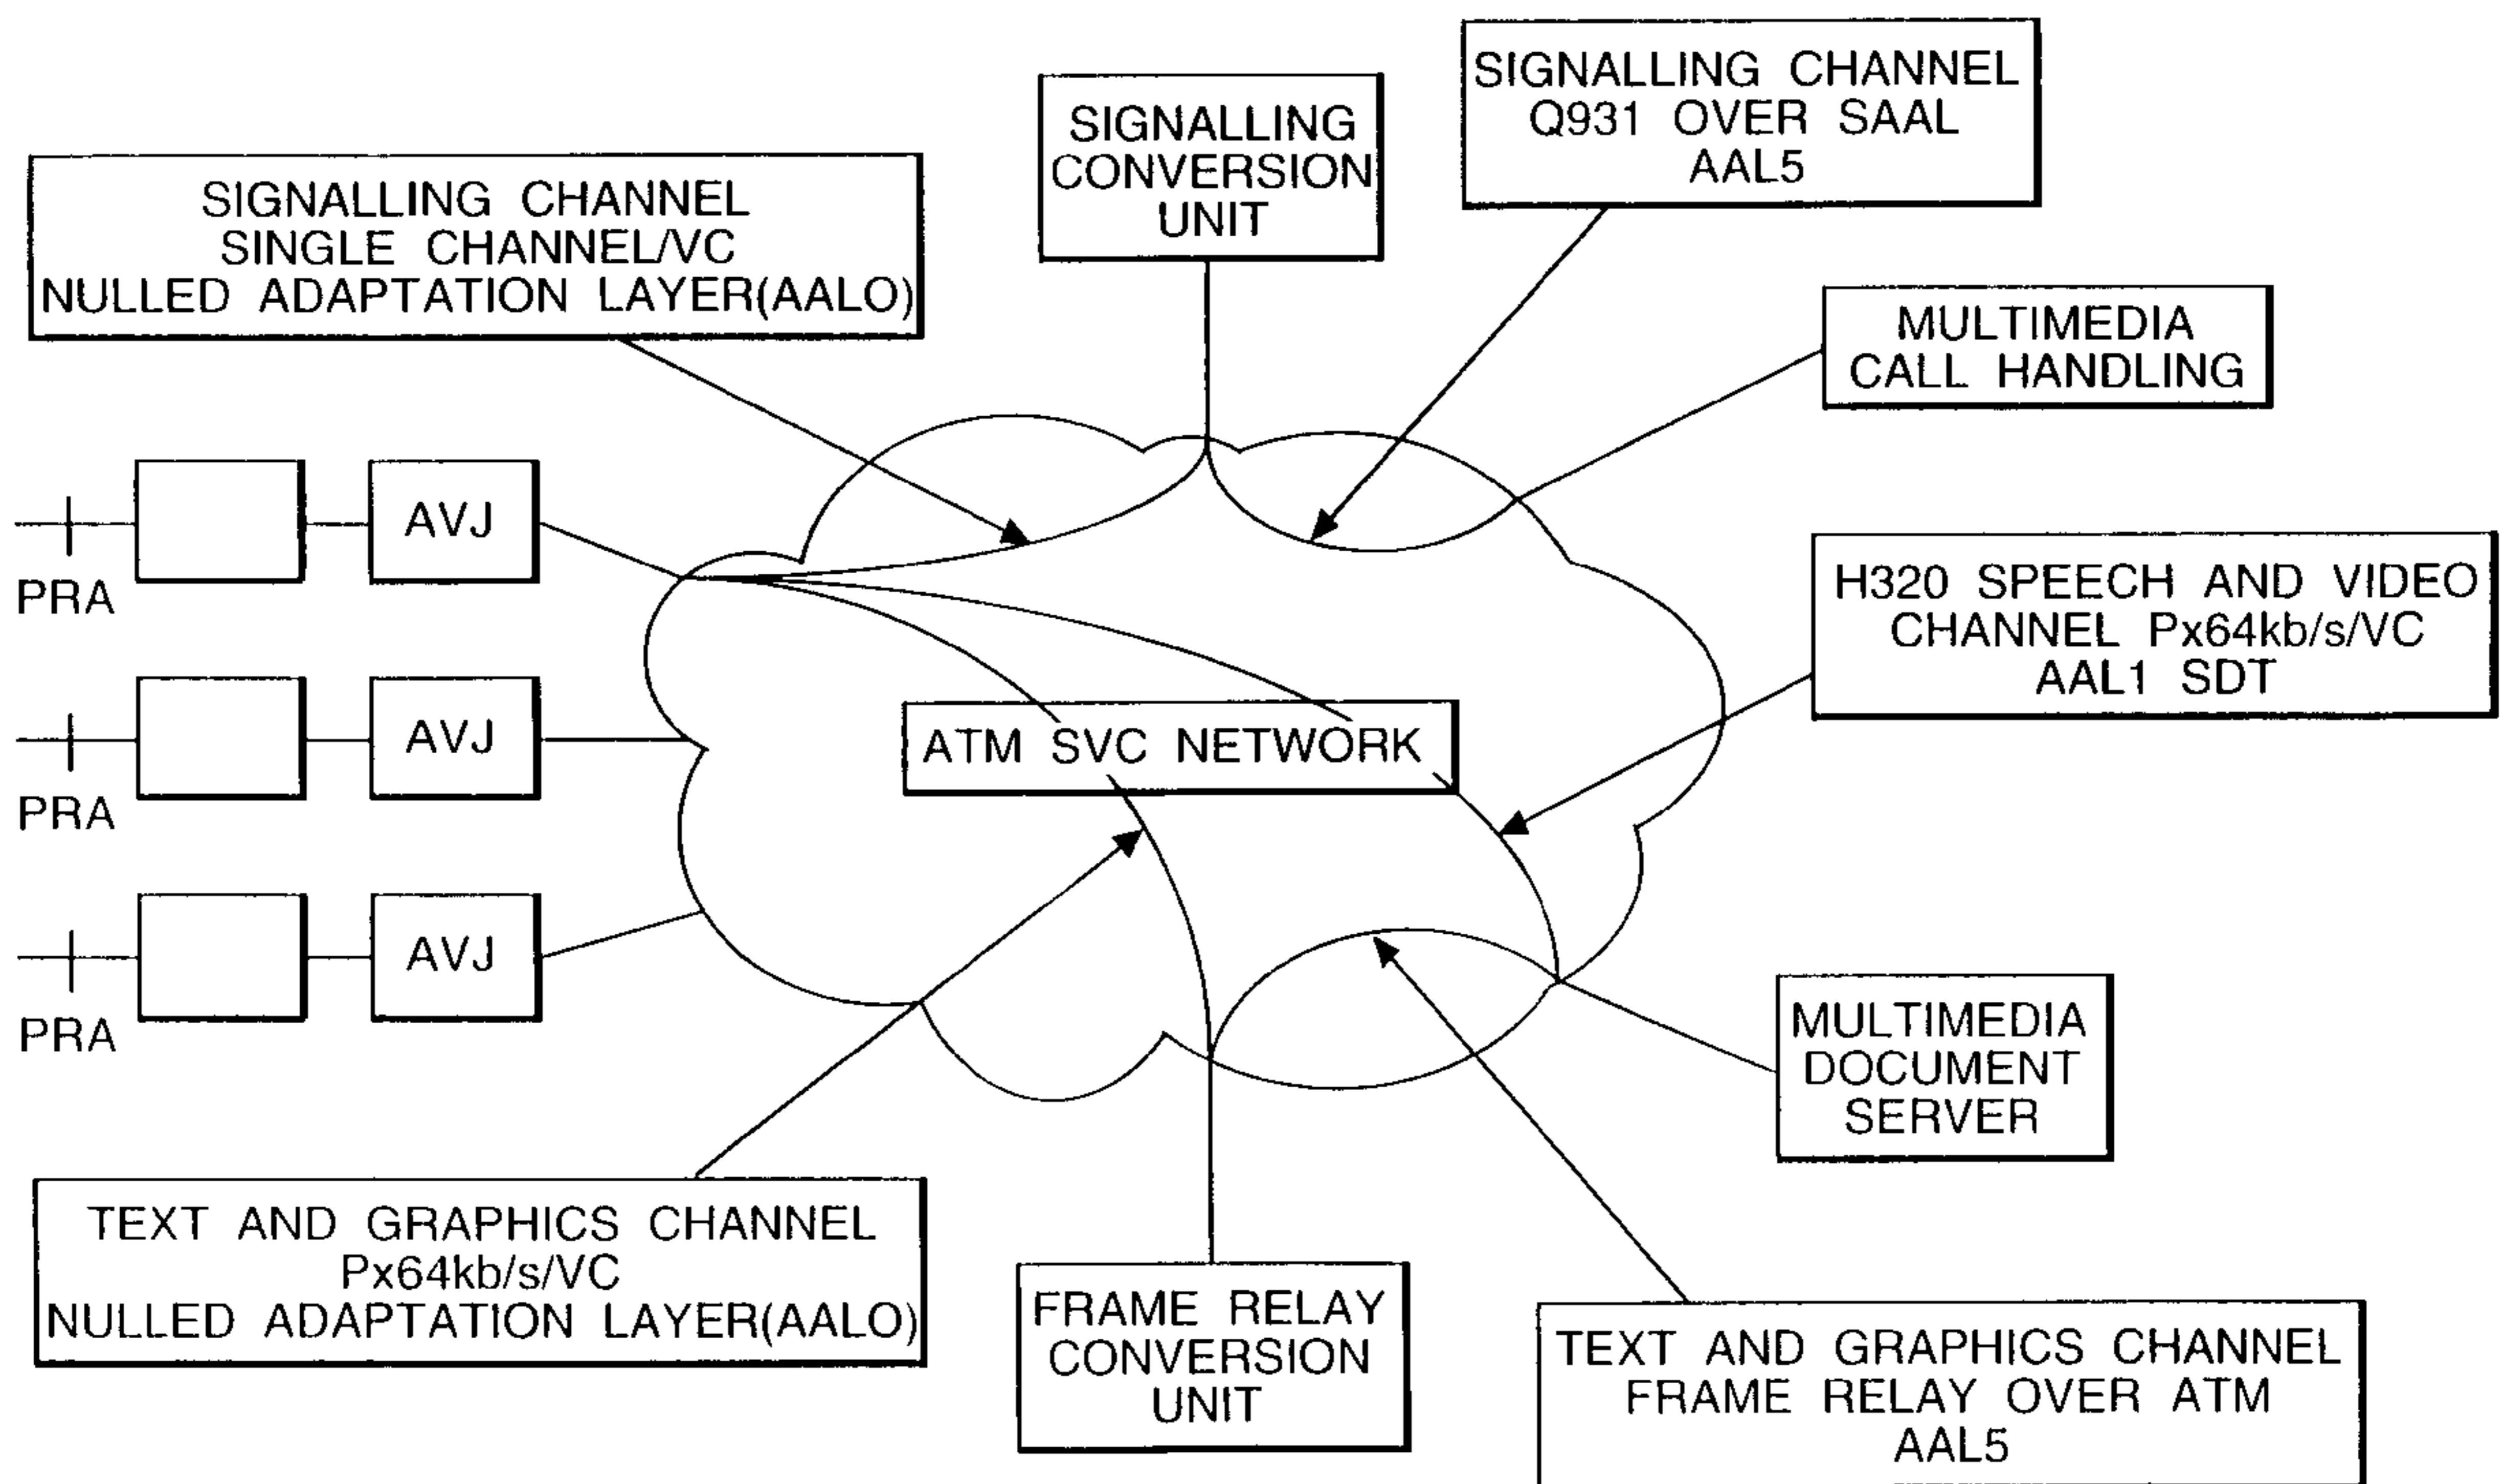 SIGNALLING CHANNEL
Q931 OVER SAAL
AAL5
SIGNALLING
CONVERSION
UNIT
SIGNALLING CHANNEL
SINGLE CHANNEL/VC
NULLED ADAPTATION LAYER(AALO)
MULTIMEDIA
CALL HANDLING
AVJ
PRA
H320 SPEECH AND VIDEO
CHANNEL Px64kb/s/VC
AAL1 SDT
AVJ
PRA
ATM SVC NETWORK
AVJ
PRA
MULTIMEDIA
DOCUMENT
SERVER
TEXT AND GRAPHICS CHANNEL
Px64kb/s/VC
NULLED ADAPTATION LAYER(AALO)
FRAME RELAY
CONVERSION
UNIT
TEXT AND GRAPHICS CHANNEL
FRAME RELAY OVER ATM
AAL5